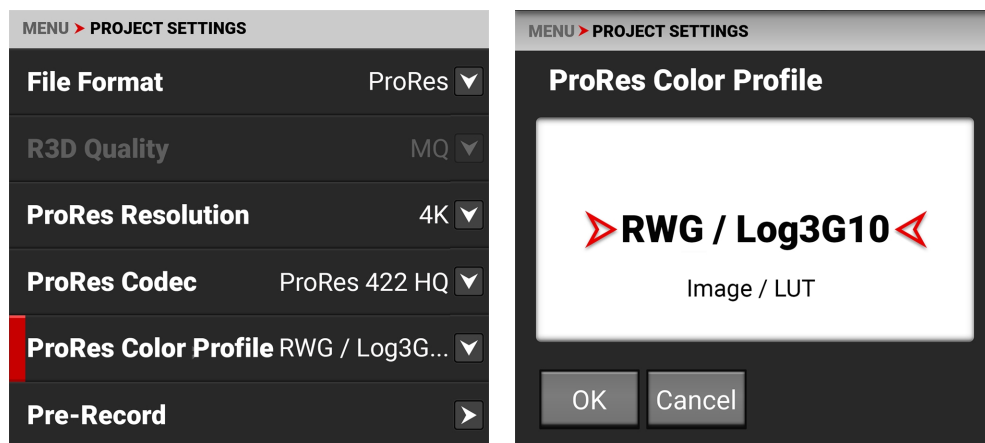 MENU PROJECT SETTINGS
File Format ProRes
R3D Quality MQ
ProRes Resolution 4K
ProRes Codec ProRes 422 HQ
ProRes Color Profile RWG / Log3G...
Pre-Record
MENU PROJECT SETTINGS
ProRes Color Profile
RWG / Log3G10
Image / LUT
OK Cancel